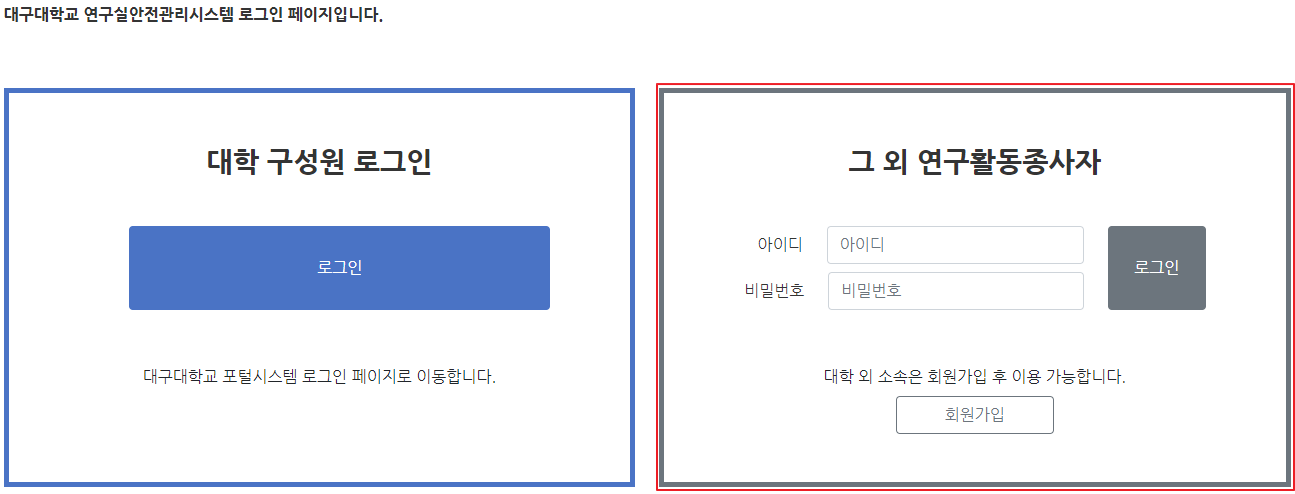 대구대학교 연구실안전관리시스템 로그인 페이지입니다.
대학 구성원 로그인
로그인
대구대학교 포털시스템 로그인 페이지로 이동합니다.
그 외 연구활동종사자
아이디 아이디
비밀번호 비밀번호
로그인
대학 외 소속은 회원가입 후 이용 가능합니다.
회원가입